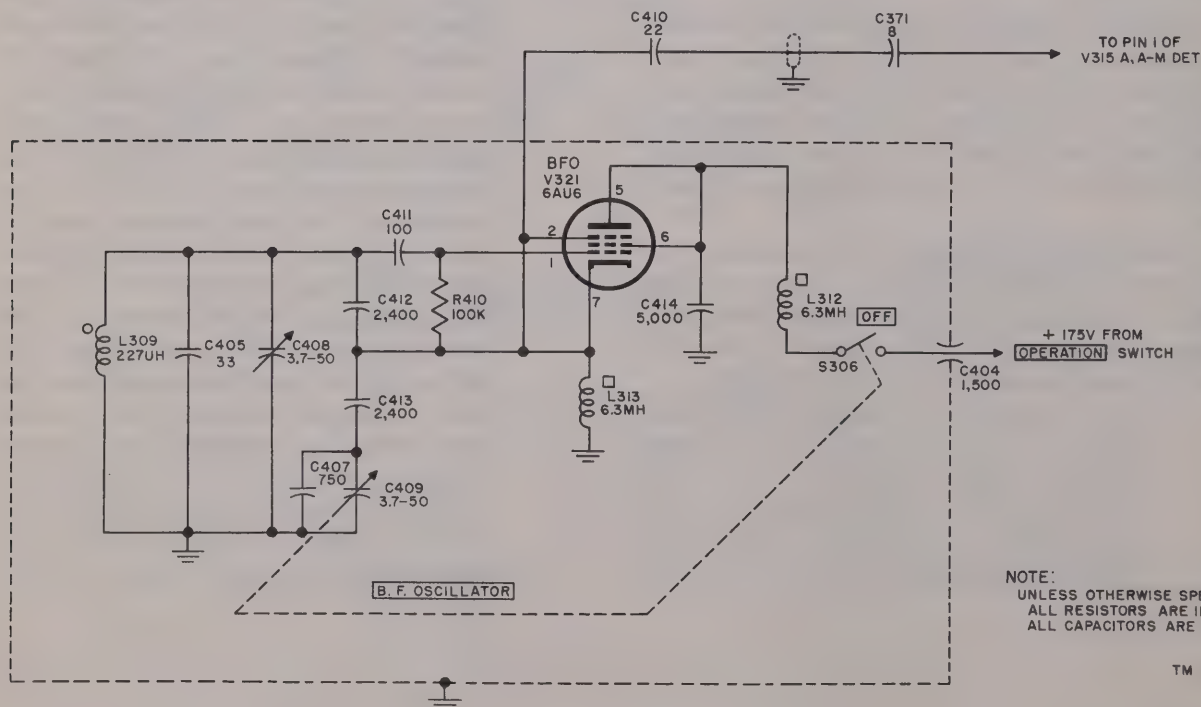 C410
22
C371
8
TO PIN 1 OF
V315 A, A-M DET
BFO
V321
6AU6
5
2
1
6
7
C411
100
C412
2,400
R410
100K
C414
5,000
L312
6.3MH
OFF
S306
+ 175V FROM
OPERATION SWITCH
C404
1,500
L309
227UH
C405
33
C408
3.7-50
C413
2,400
L313
6.3MH
C407
750
C409
3.7-50
B. F. OSCILLATOR
NOTE:
UNLESS OTHERWISE
ALL RESISTORS ARE
ALL CAPACITORS ARE
TM